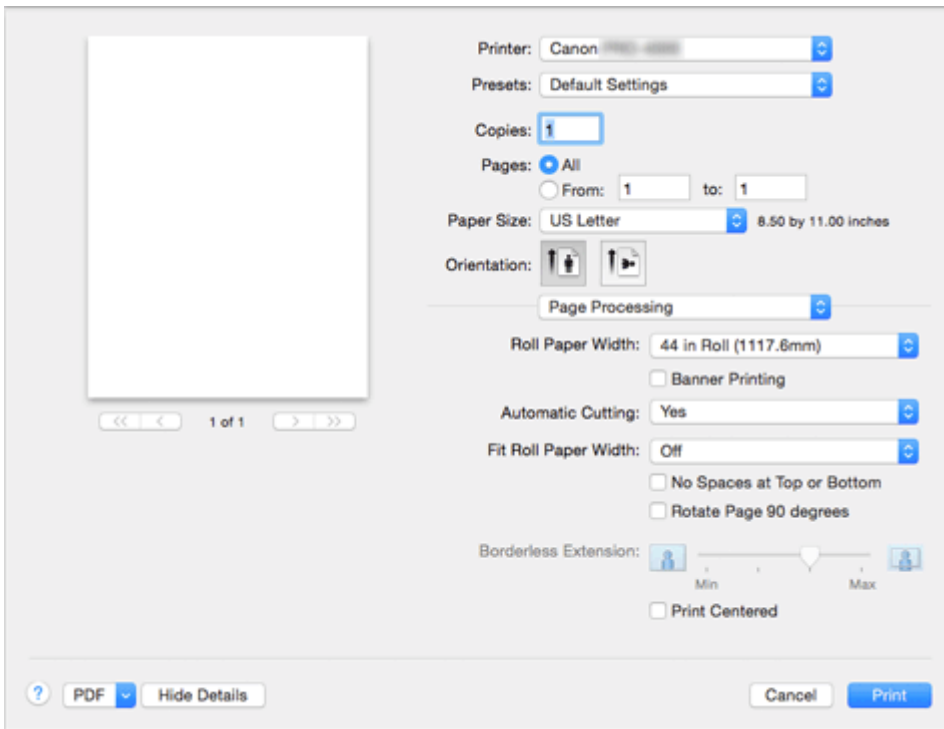 Printer: Canon
Presets: Default Settings
Copies: 1
Pages: All
From: 1 to: 1
Paper Size: US Letter 8.50 by 11.00 inches
Orientation:
Page Processing
Roll Paper Width: 44 in Roll (1117.6mm)
Banner Printing
1 of 1
Automatic Cutting: Yes
Fit Roll Paper Width: Off
No Spaces at Top or Bottom
Rotate Page 90 degrees
Borderless Extension:
Min Max
Print Centered
? PDF Hide Details Cancel Print